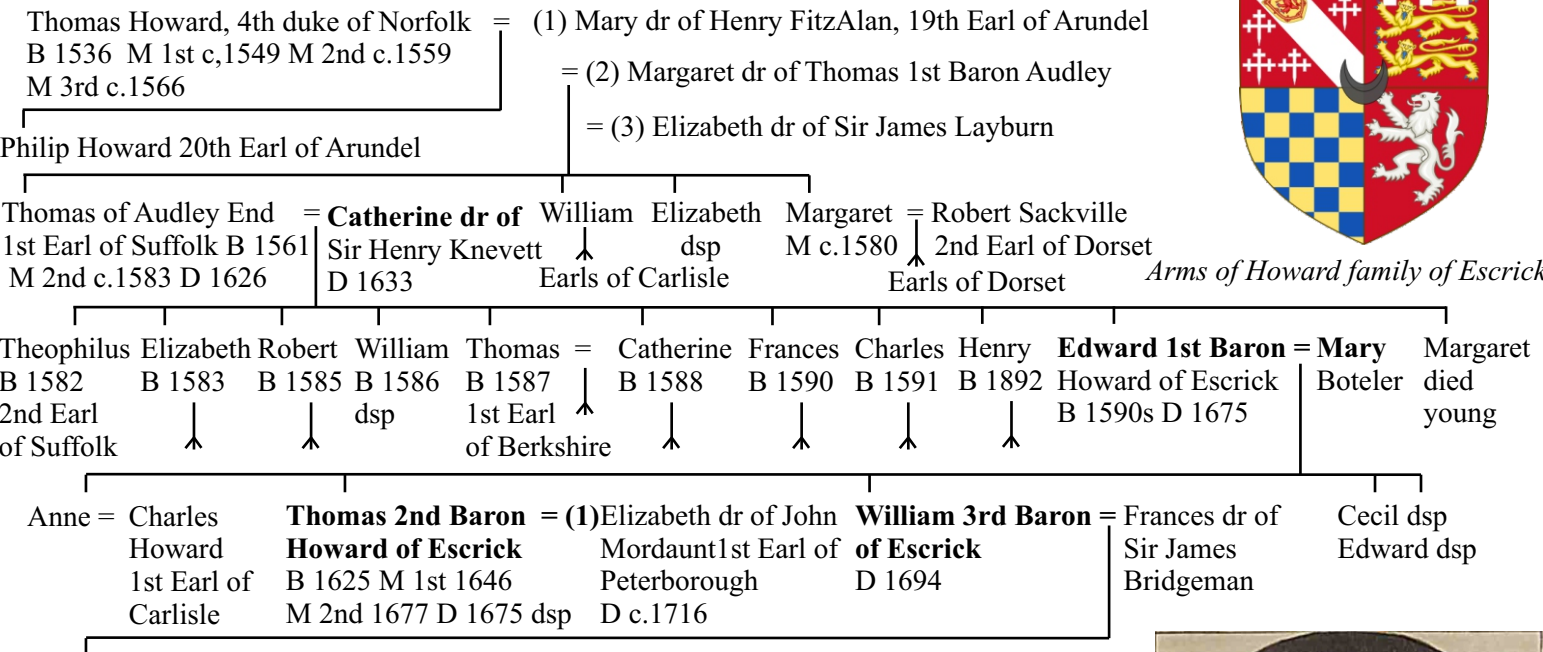 Thomas Howard, 4th duke of Norfolk = (1) Mary dr of Henry FitzAlan, 19th Earl of Arundel
B 1536 M 1st c,1549 M 2nd c.1559
M 3rd c.1566
= (2) Margaret dr of Thomas 1st Baron Audley
= (3) Elizabeth dr of Sir James Layburn
Philip Howard 20th Earl of Arundel
Thomas of Audley End
1st Earl of Suffolk B 1561
M 2nd c.1583 D 1626
= Catherine dr of
Sir Henry Knevett
D 1633
William
Earls of Carlisle
Elizabeth
dsp
Margaret = Robert Sackville
M c.1580 2nd Earl of Dorset
Earls of Dorset
Arms of Howard family of Escrick
Theophilus
B 1582
2nd Earl
of Suffolk
Elizabeth
B 1583
Robert
B 1585
William
B 1586
dsp
Thomas =
B 1587
1st Earl
of Berkshire
Catherine
B 1588
Frances
B 1590
Charles
B 1591
Henry
B 1892
Edward 1st Baron = Mary
Howard of Escrick Boteler
B 1590s D 1675
Margaret
died
young
Anne = Charles
Howard
1st Earl of
Carlisle
Thomas 2nd Baron = (1)
Howard of Escrick
B 1625 M 1st 1646
M 2nd 1677 D 1675 dsp
Elizabeth dr of John
Mordaunt1st Earl of
Peterborough
D c.1716
William 3rd Baron =
of Escrick
D 1694
Frances dr of
Sir James
Bridgeman
Cecil dsp
Edward dsp